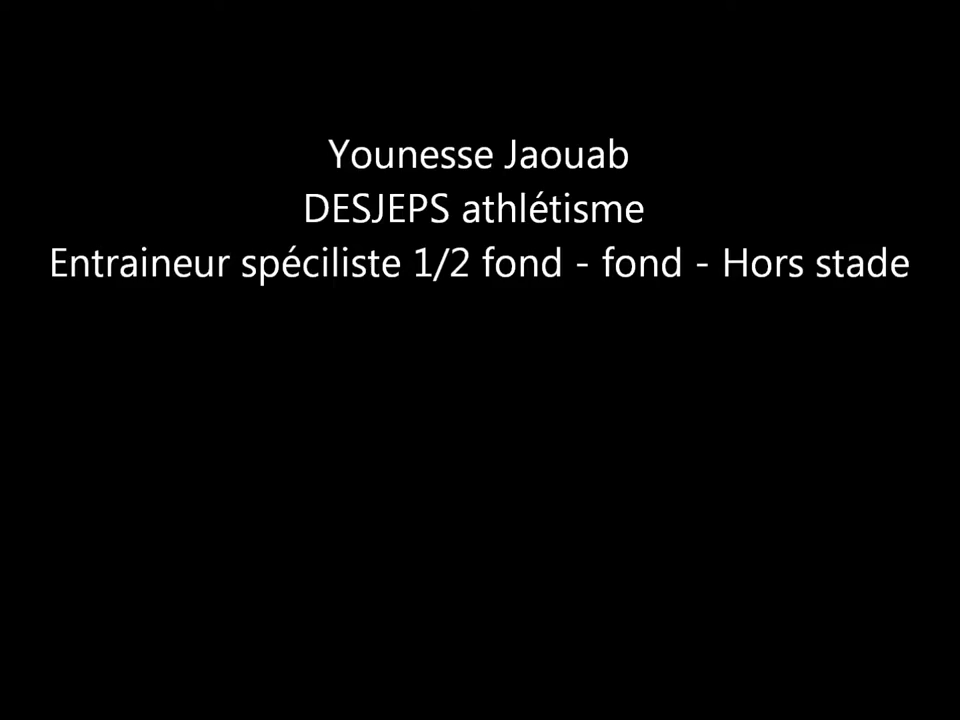 Younesse Jaouab
DESJEPS athlétisme
Entraineur spéciliste 1/2 fond - fond - Hors stade